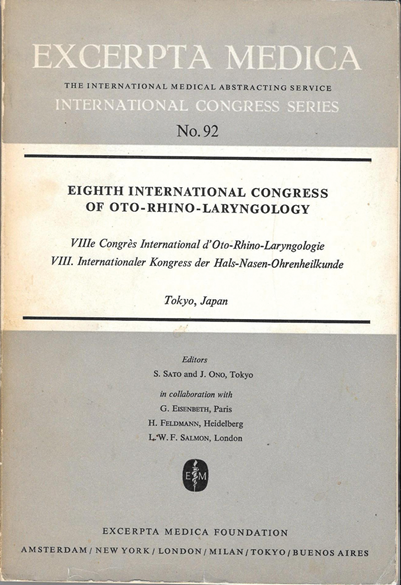 EXCERPTA MEDICA
THE INTERNATIONAL MEDICAL ABSTRACTING SERVICE
INTERNATIONAL CONGRESS SERIES
No. 92
EIGHTH INTERNATIONAL CONGRESS
OF OTO-RHINO-LARYNGOLOGY
VIIIe Congrès International d'Oto-Rhino-Laryngologie
VIII. Internationaler Kongress der Hals-Nasen-Ohrenheilkunde
Tokyo, Japan
Editors
S. SATO and J. ONO, Tokyo
in collaboration with
G. EISENBETH, Paris
H. FELDMANN, Heidelberg
L. W. F. SALMON, London
E M
EXCERPTA MEDICA FOUNDATION
AMSTERDAM / NEW YORK / LONDON / MILAN / TOKYO / BUENOS AIRES